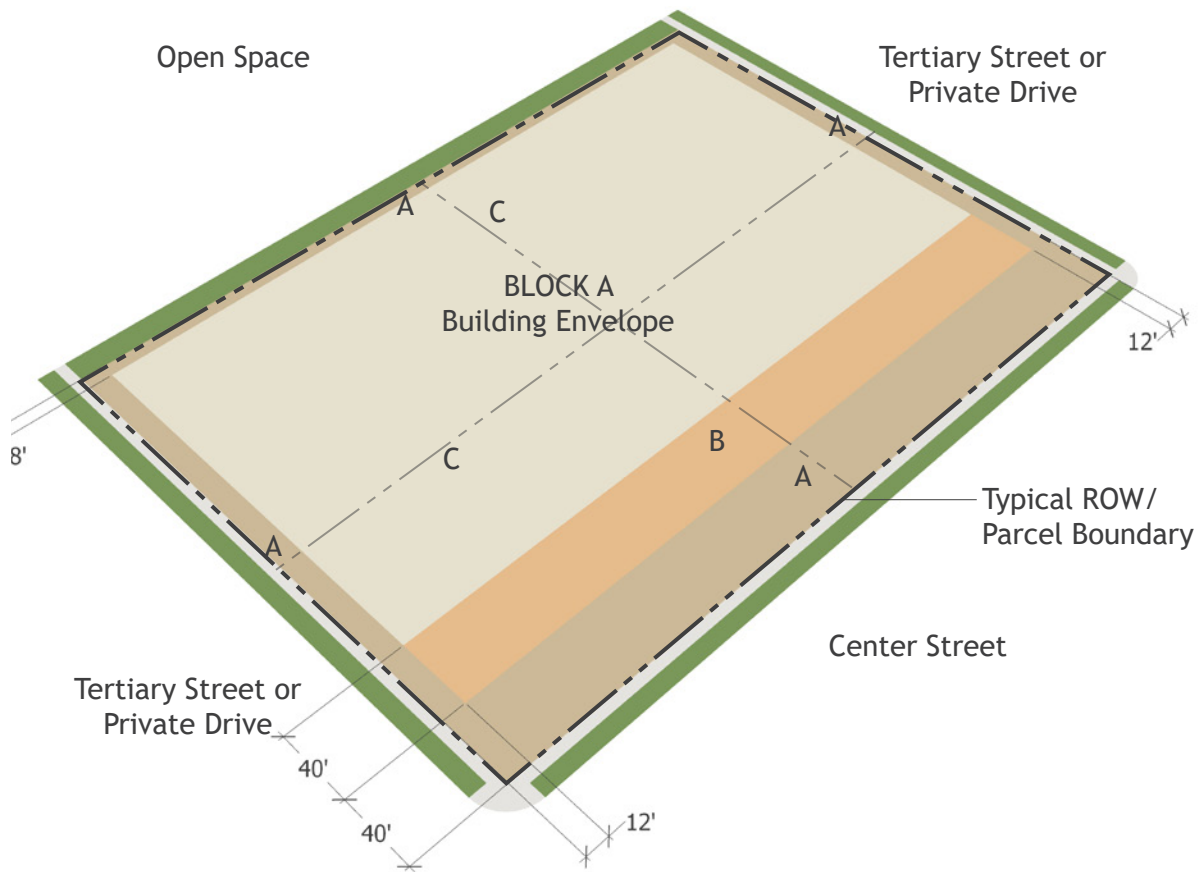 Open Space
Tertiary Street or
Private Drive
A
A
C
BLOCK A
Building Envelope
12'
8'
B
C
A
Typical ROW/
Parcel Boundary
A
Center Street
Tertiary Street or
Private Drive
40'
40'
12'